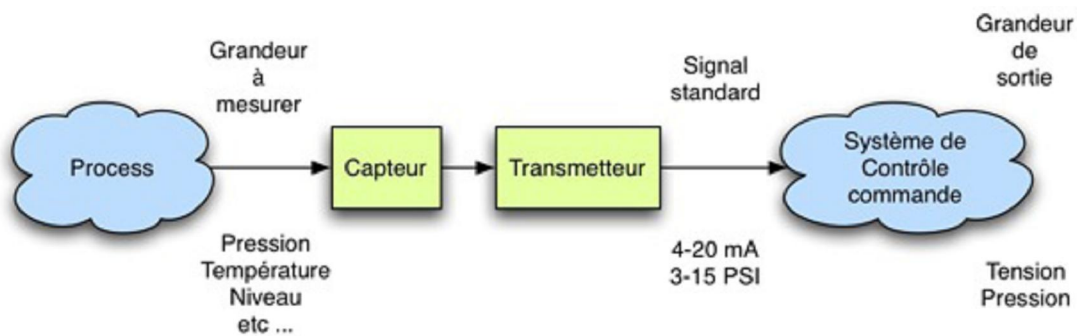 Grandeur
à
mesurer
Process
Pression
Température
Niveau
etc ...
Capteur
Transmetteur
Signal
standard
4-20 mA
3-15 PSI
Grandeur
de
sortie
Système de
Contrôle
commande
Tension
Pression